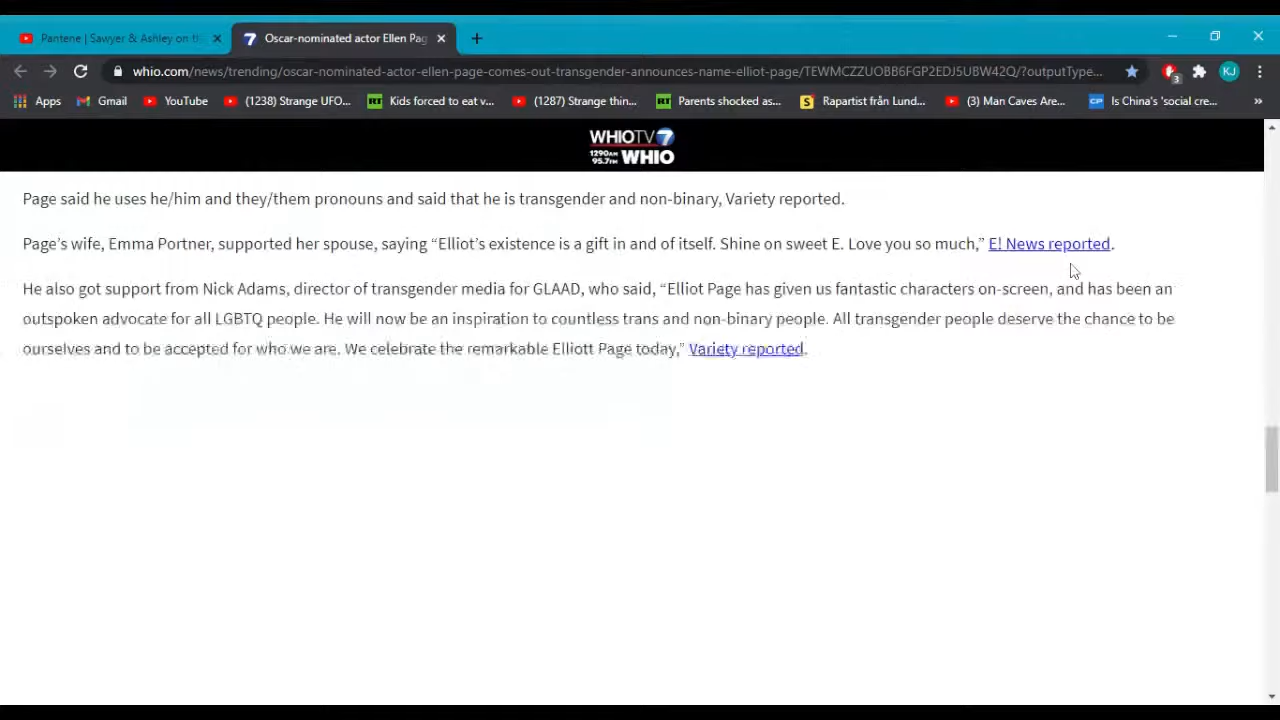 Pantene | Sawyer & Ashley on th
Oscar-nominated actor Ellen Pag
whio.com/news/trending/oscar-nominated-actor-ellen-page-comes-out-transgender-announces-name-elliot-page/TEWMCZZUOBB6FGP2EDJ5UBW42Q/?outputType...
3
KJ
Apps Gmail YouTube (1238) Strange UFO... RT Kids forced to eat v... (1287) Strange thin... RT Parents shocked as... S Rapartist från Lund... (3) Man Caves Are... CP Is China's 'social cre... »
WHIOTV 7
1290AM
95.7FM WHIO
Page said he uses he/him and they/them pronouns and said that he is transgender and non-binary, Variety reported.
Page’s wife, Emma Portner, supported her spouse, saying “Elliot’s existence is a gift in and of itself. Shine on sweet E. Love you so much,” E! News reported.
He also got support from Nick Adams, director of transgender media for GLAAD, who said, “Elliot Page has given us fantastic characters on-screen, and has been an
outspoken advocate for all LGBTQ people. He will now be an inspiration to countless trans and non-binary people. All transgender people deserve the chance to be
ourselves and to be accepted for who we are. We celebrate the remarkable Elliott Page today,” Variety reported.